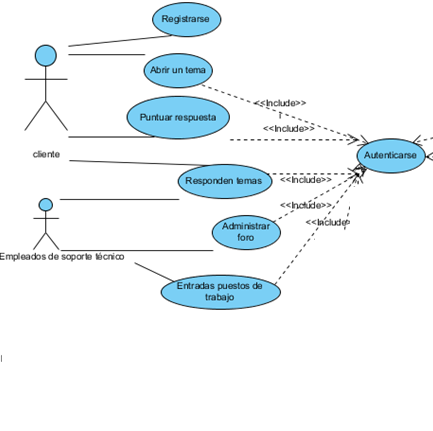 Registrarse
Abrir un tema
<<Include>>
Puntuar respuesta
<<Include>>
cliente
Autenticarse
Responden temas
<<Include>>
<<Include>>
Administrar
foro
<<Include
Empleados de soporte técnico
Entradas puestos de
trabajo